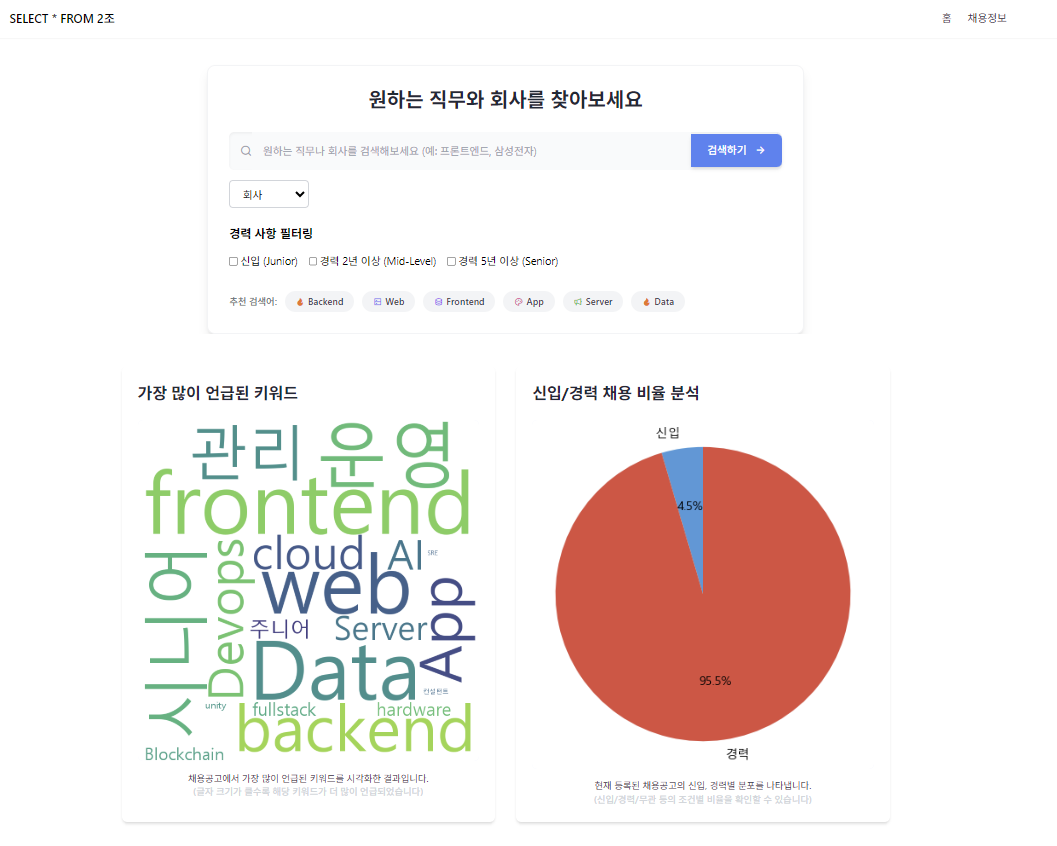 SELECT * FROM 2조
홈 채용정보
원하는 직무와 회사를 찾아보세요
원하는 직무나 회사를 검색해보세요 (예: 프론트엔드, 삼성전자)
검색하기 →
회사
경력 사항 필터링
신입 (Junior) 경력 2년 이상 (Mid-Level) 경력 5년 이상 (Senior)
추천 검색어: Backend Web Frontend App Server Data
가장 많이 언급된 키워드
관리 운영
frontend
시니어
Devops
cloud
AI
SRE
web
App
주니어
Server
Data
컨설턴트
unity
fullstack
hardware
backend
Blockchain
채용공고에서 가장 많이 언급된 키워드를 시각화한 결과입니다.
(글자 크기가 클수록 해당 키워드가 더 많이 언급되었습니다)
신입/경력 채용 비율 분석
신입
4.5%
95.5%
경력
현재 등록된 채용공고의 신입, 경력별 분포를 나타냅니다.
(신입/경력/무관 등의 조건별 비율을 확인할 수 있습니다)